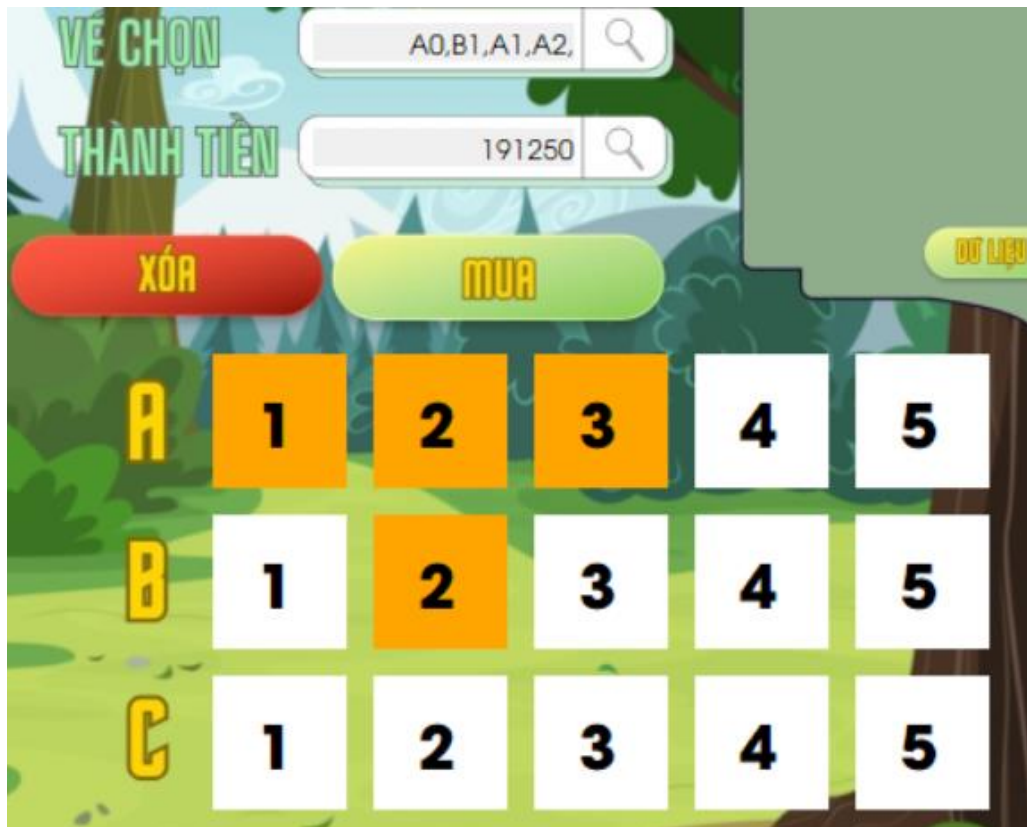 VÉ CHỌN
A0,B1,A1,A2,
THÀNH TIỀN
191250
DỮ LIỆU
XÓA
MUA
A 1 2 3 4 5
B 1 2 3 4 5
C 1 2 3 4 5